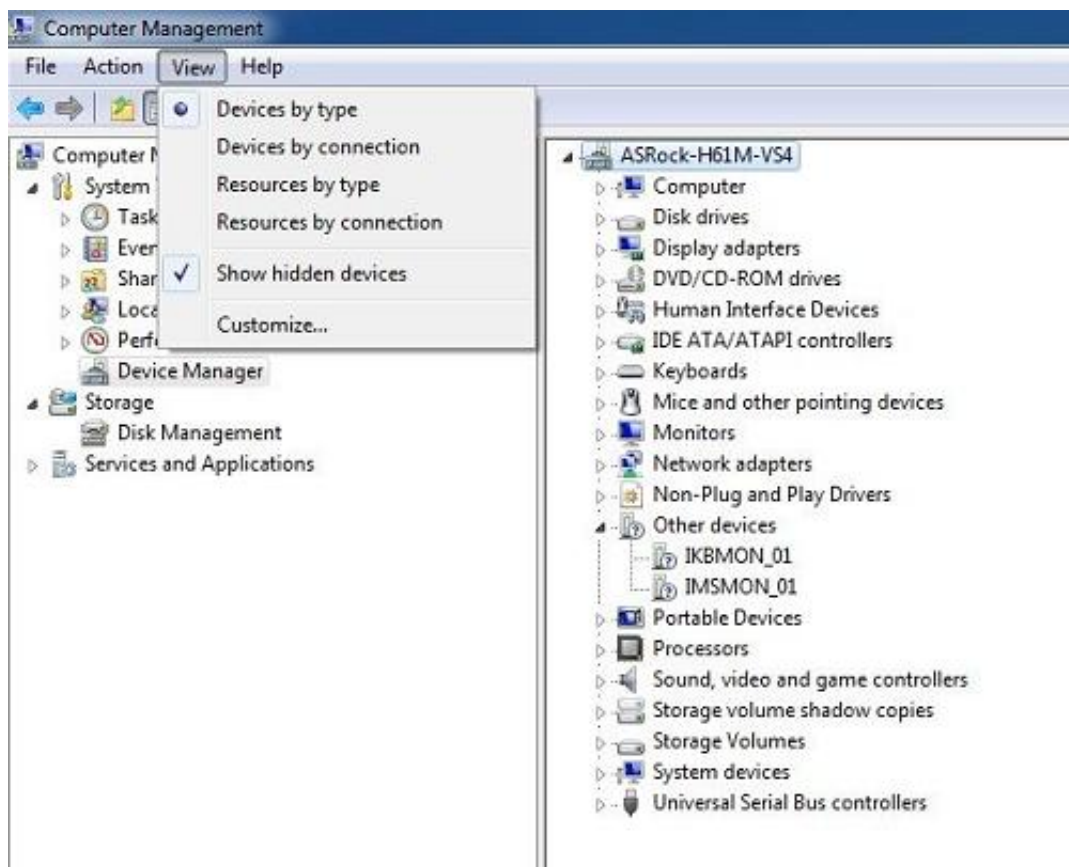 Computer Management
File Action View Help
Devices by type
Devices by connection
Resources by type
Resources by connection
Show hidden devices
Customize...
Computer
System
Task
Device Manager
Storage
Disk Management
Services and Applications
ASRock-H61M-VS4
Computer
Disk drives
Display adapters
DVD/CD-ROM drives
Human Interface Devices
IDE ATA/ATAPI controllers
Keyboards
Mice and other pointing devices
Monitors
Network adapters
Non-Plug and Play Drivers
Other devices
IKBMON_01
IMSMON_01
Portable Devices
Processors
Sound, video and game controllers
Storage volume shadow copies
Storage Volumes
System devices
Universal Serial Bus controllers